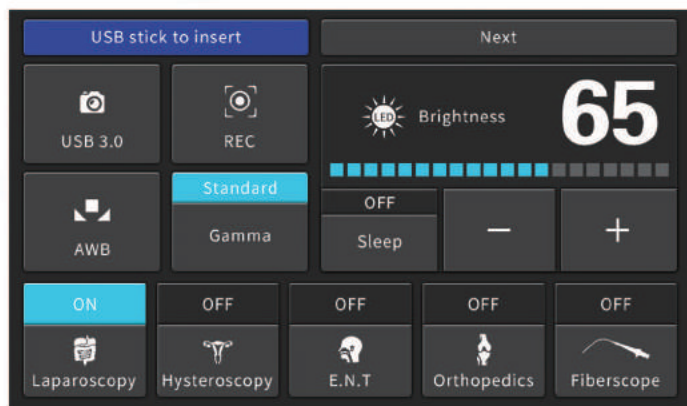 USB stick to insert
Next
USB 3.0
REC
LED
Brightness
65
AWB
Standard
Gamma
OFF
Sleep
−
+
ON
OFF
OFF
OFF
OFF
Laparoscopy
Hysteroscopy
E.N.T
Orthopedics
Fiberscope